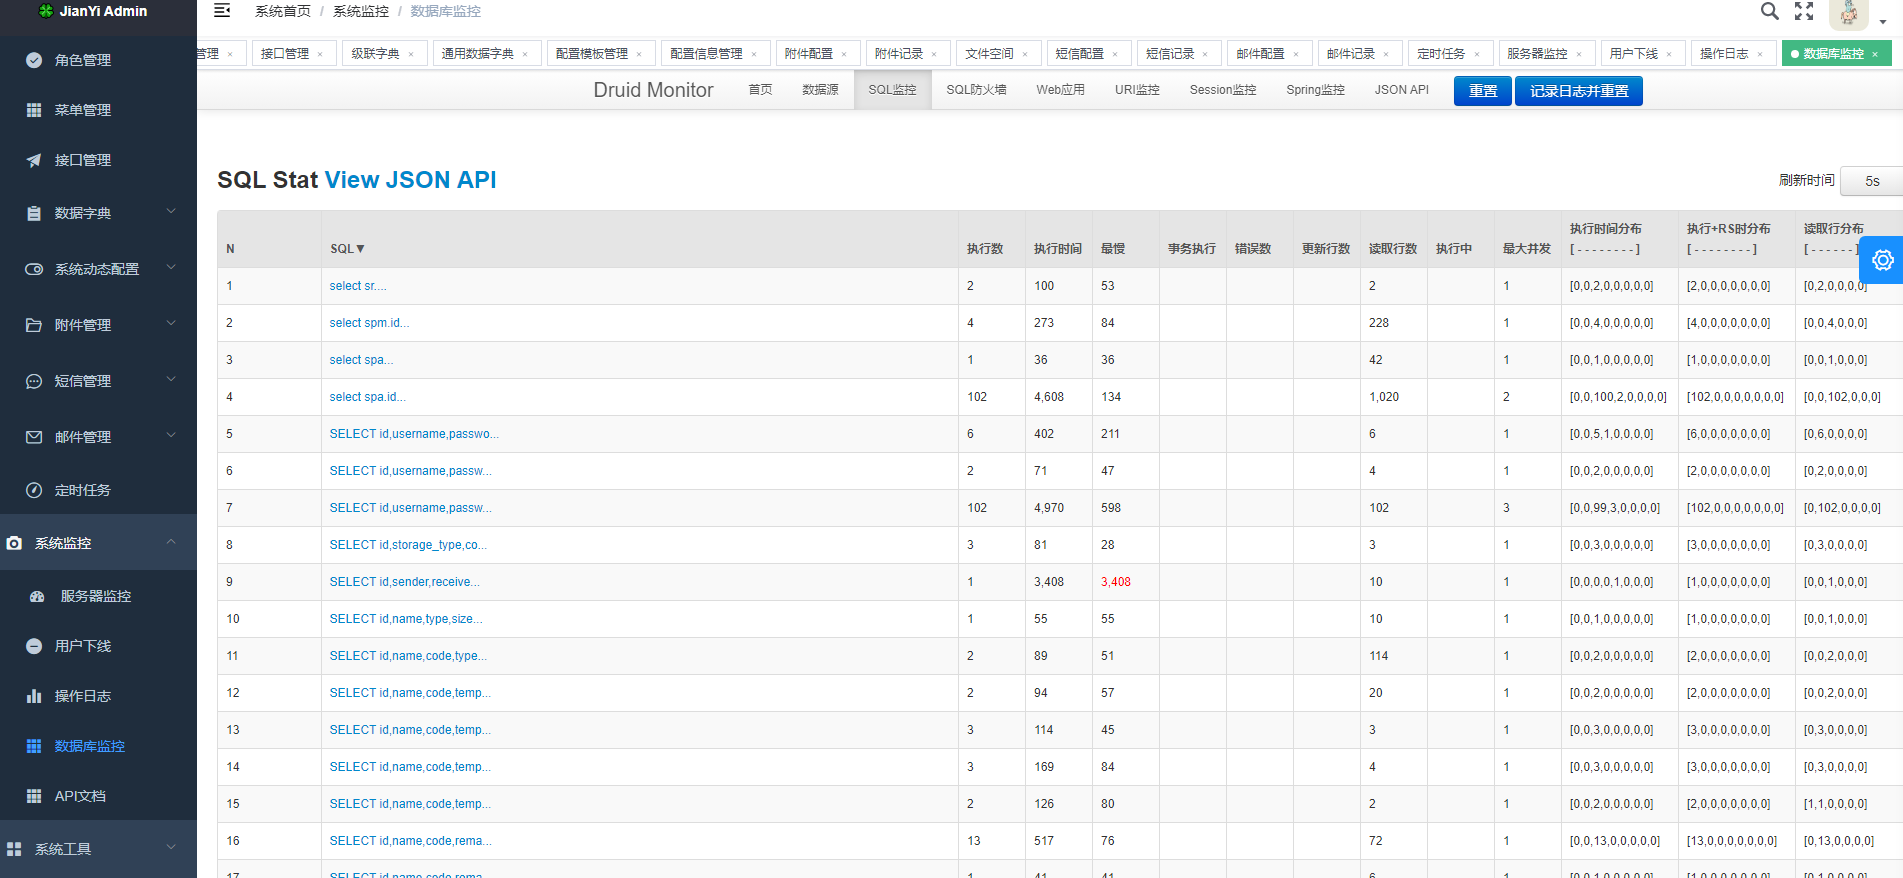 JianYi Admin
系统首页 / 系统监控 / 数据库监控
管理 × 接口管理 × 级联字典 × 通用数据字典 × 配置模板管理 × 配置信息管理 × 附件配置 × 附件记录 × 文件空间 × 短信配置 × 短信记录 × 邮件配置 × 邮件记录 × 定时任务 × 服务器监控 × 用户下线 × 操作日志 × 数据库监控 ×
角色管理
菜单管理
接口管理
数据字典
系统动态配置
附件管理
短信管理
邮件管理
定时任务
系统监控
服务器监控
用户下线
操作日志
数据库监控
API文档
系统工具
Druid Monitor 首页 数据源 SQL监控 SQL防火墙 Web应用 URI监控 Session监控 Spring监控 JSON API 重置 记录日志并重置
SQL Stat View JSON API
刷新时间 5s
N SQL▼ 执行数 执行时间 最慢 事务执行 错误数 更新行数 读取行数 执行中 最大并发 执行时间分布 [ - - - - - - - - ] 执行+RS时分布 [ - - - - - - - - ] 读取行分布 [ - - - - - - ]
1 select sr.... 2 100 53 2 1 [0,0,2,0,0,0,0,0] [2,0,0,0,0,0,0,0] [0,2,0,0,0,0]
2 select spm.id... 4 273 84 228 1 [0,0,4,0,0,0,0,0] [4,0,0,0,0,0,0,0] [0,0,4,0,0,0]
3 select spa... 1 36 36 42 1 [0,0,1,0,0,0,0,0] [1,0,0,0,0,0,0,0] [0,0,1,0,0,0]
4 select spa.id... 102 4,608 134 1,020 2 [0,0,100,2,0,0,0,0] [102,0,0,0,0,0,0,0] [0,0,102,0,0,0]
5 SELECT id,username,passwo... 6 402 211 6 1 [0,0,5,1,0,0,0,0] [6,0,0,0,0,0,0,0] [0,6,0,0,0,0]
6 SELECT id,username,passw... 2 71 47 4 1 [0,0,2,0,0,0,0,0] [2,0,0,0,0,0,0,0] [0,2,0,0,0,0]
7 SELECT id,username,passw... 102 4,970 598 102 3 [0,0,99,3,0,0,0,0] [102,0,0,0,0,0,0,0] [0,102,0,0,0,0]
8 SELECT id,storage_type,co... 3 81 28 3 1 [0,0,3,0,0,0,0,0] [3,0,0,0,0,0,0,0] [0,3,0,0,0,0]
9 SELECT id,sender,receive... 1 3,408 3,408 10 1 [0,0,0,0,1,0,0,0] [1,0,0,0,0,0,0,0] [0,0,1,0,0,0]
10 SELECT id,name,type,size... 1 55 55 10 1 [0,0,1,0,0,0,0,0] [1,0,0,0,0,0,0,0] [0,0,1,0,0,0]
11 SELECT id,name,code,type... 2 89 51 114 1 [0,0,2,0,0,0,0,0] [2,0,0,0,0,0,0,0] [0,0,2,0,0,0]
12 SELECT id,name,code,temp... 2 94 57 20 1 [0,0,2,0,0,0,0,0] [2,0,0,0,0,0,0,0] [0,0,2,0,0,0]
13 SELECT id,name,code,temp... 3 114 45 3 1 [0,0,3,0,0,0,0,0] [3,0,0,0,0,0,0,0] [0,3,0,0,0,0]
14 SELECT id,name,code,temp... 3 169 84 4 1 [0,0,3,0,0,0,0,0] [3,0,0,0,0,0,0,0] [0,3,0,0,0,0]
15 SELECT id,name,code,temp... 2 126 80 2 1 [0,0,2,0,0,0,0,0] [2,0,0,0,0,0,0,0] [1,1,0,0,0,0]
16 SELECT id,name,code,rema... 13 517 76 72 1 [0,0,13,0,0,0,0,0] [13,0,0,0,0,0,0,0] [0,13,0,0,0,0]
17 SELECT id,name,code,rema... 1 41 41 6 1 [0,0,1,0,0,0,0,0] [1,0,0,0,0,0,0,0] [0,1,0,0,0,0]